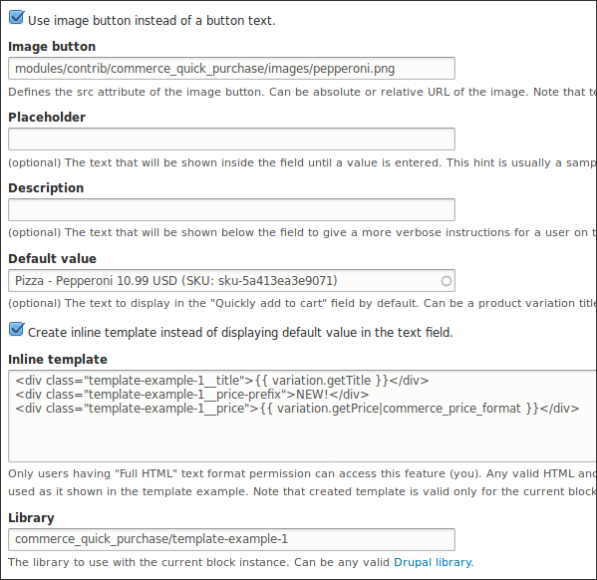 Use image button instead of a button text.
Image button
modules/contrib/commerce_quick_purchase/images/pepperoni.png
Defines the src attribute of the image button. Can be absolute or relative URL of the image. Note that te
Placeholder
(optional) The text that will be shown inside the field until a value is entered. This hint is usually a samp
Description
(optional) The text that will be shown below the field to give a more verbose instructions for a user on t
Default value
Pizza - Pepperoni 10.99 USD (SKU: sku-5a413ea3e9071)
(optional) The text to display in the "Quickly add to cart" field by default. Can be a product variation title
Create inline template instead of displaying default value in the text field.
Inline template
<div class="template-example-1__title">{{ variation.getTitle }}</div>
<div class="template-example-1__price-prefix">NEW!</div>
<div class="template-example-1__price">{{ variation.getPrice|commerce_price_format }}</div>
Only users having "Full HTML" text format permission can access this feature (you). Any valid HTML and
used as it shown in the template example. Note that created template is valid only for the current block
Library
commerce_quick_purchase/template-example-1
The library to use with the current block instance. Can be any valid Drupal library.